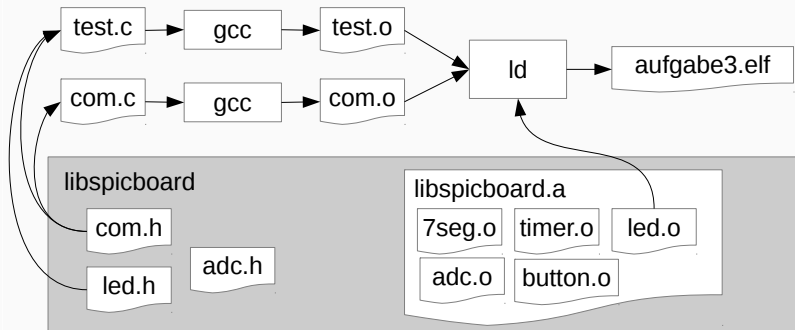 test.c
gcc
test.o
ld
aufgabe3.elf
com.c
gcc
com.o
libspicboard
com.h
adc.h
led.h
libspicboard.a
7seg.o
timer.o
led.o
adc.o
button.o